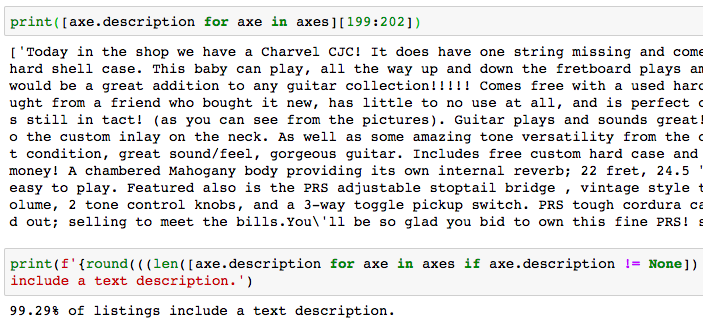 print([axe.description for axe in axes][199:202])
['Today in the shop we have a Charvel CJC! It does have one string missing and come
hard shell case. This baby can play, all the way up and down the fretboard plays a
would be a great addition to any guitar collection!!!!! Comes free with a used hard
ught from a friend who bought it new, has little to no use at all, and is perfect c
s still in tact! (as you can see from the pictures). Guitar plays and sounds great!
o the custom inlay on the neck. As well as some amazing tone versatility from the c
t condition, great sound/feel, gorgeous guitar. Includes free custom hard case and
money! A chambered Mahogany body providing its own internal reverb; 22 fret, 24.5 '
easy to play. Featured also is the PRS adjustable stoptail bridge , vintage style t
olume, 2 tone control knobs, and a 3-way toggle pickup switch. PRS tough cordura ca
d out; selling to meet the bills.You\'ll be so glad you bid to own this fine PRS! s
print(f'{round(((len([axe.description for axe in axes if axe.description != None])
include a text description.')
99.29% of listings include a text description.